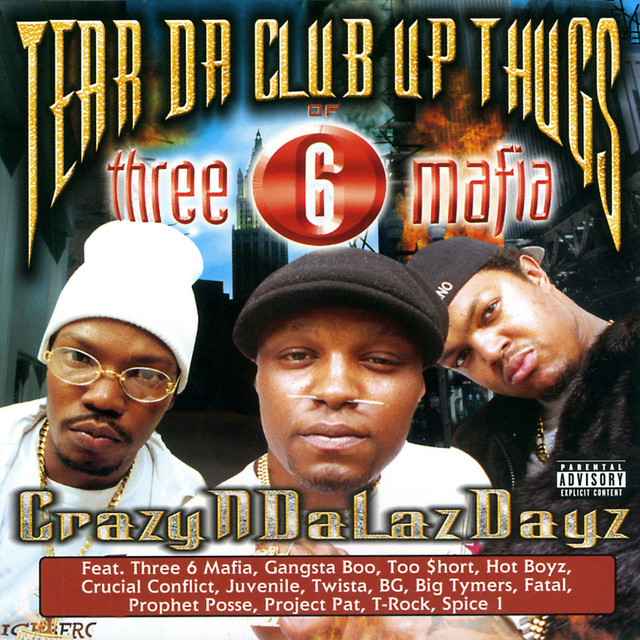 TEAR DA CLUB UP THUGS
OF
three 6 mafia
NO
PARENTAL
ADVISORY
EXPLICIT CONTENT
CrazyNDaLazDayz
Feat. Three 6 Mafia, Gangsta Boo, Too $hort, Hot Boyz,
Crucial Conflict, Juvenile, Twista, BG, Big Tymers, Fatal,
Prophet Posse, Project Pat, T-Rock, Spice 1